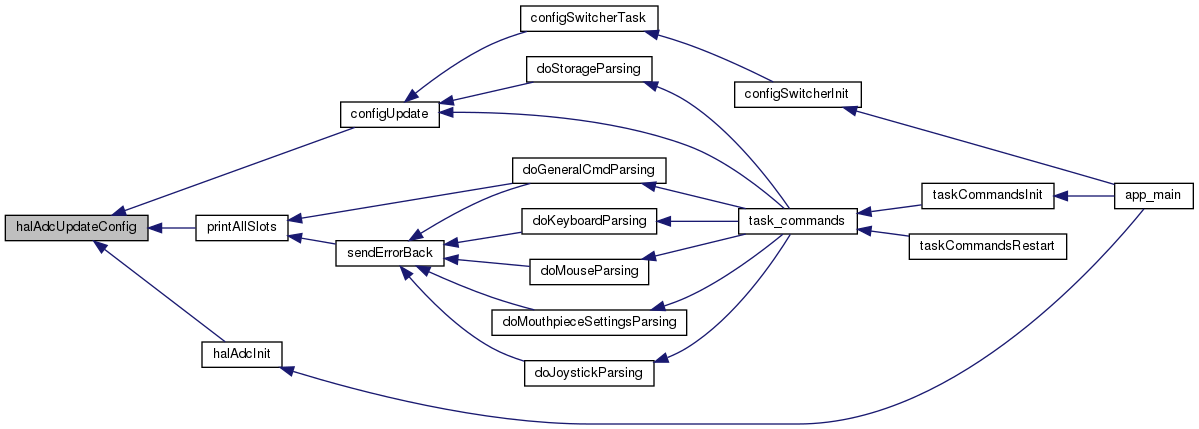 configSwitcherTask
doStorageParsing
configSwitcherInit
configUpdate
doGeneralCmdParsing
taskCommandsInit
app_main
halAdcUpdateConfig
printAllSlots
doKeyboardParsing
task_commands
sendErrorBack
taskCommandsRestart
doMouseParsing
doMouthpieceSettingsParsing
halAdcInit
doJoystickParsing